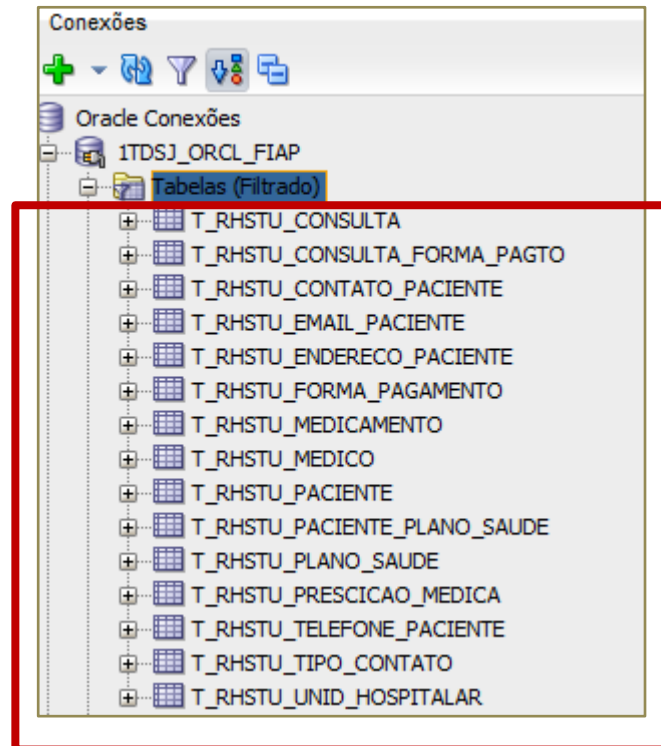 Conexões
Oracle Conexões
1TDSJ_ORCL_FIAP
Tabelas (Filtrado)
T_RHSTU_CONSULTA
T_RHSTU_CONSULTA_FORMA_PAGTO
T_RHSTU_CONTATO_PACIENTE
T_RHSTU_EMAIL_PACIENTE
T_RHSTU_ENDERECO_PACIENTE
T_RHSTU_FORMA_PAGAMENTO
T_RHSTU_MEDICAMENTO
T_RHSTU_MEDICO
T_RHSTU_PACIENTE
T_RHSTU_PACIENTE_PLANO_SAUDE
T_RHSTU_PLANO_SAUDE
T_RHSTU_PRESCICAO_MEDICA
T_RHSTU_TELEFONE_PACIENTE
T_RHSTU_TIPO_CONTATO
T_RHSTU_UNID_HOSPITALAR